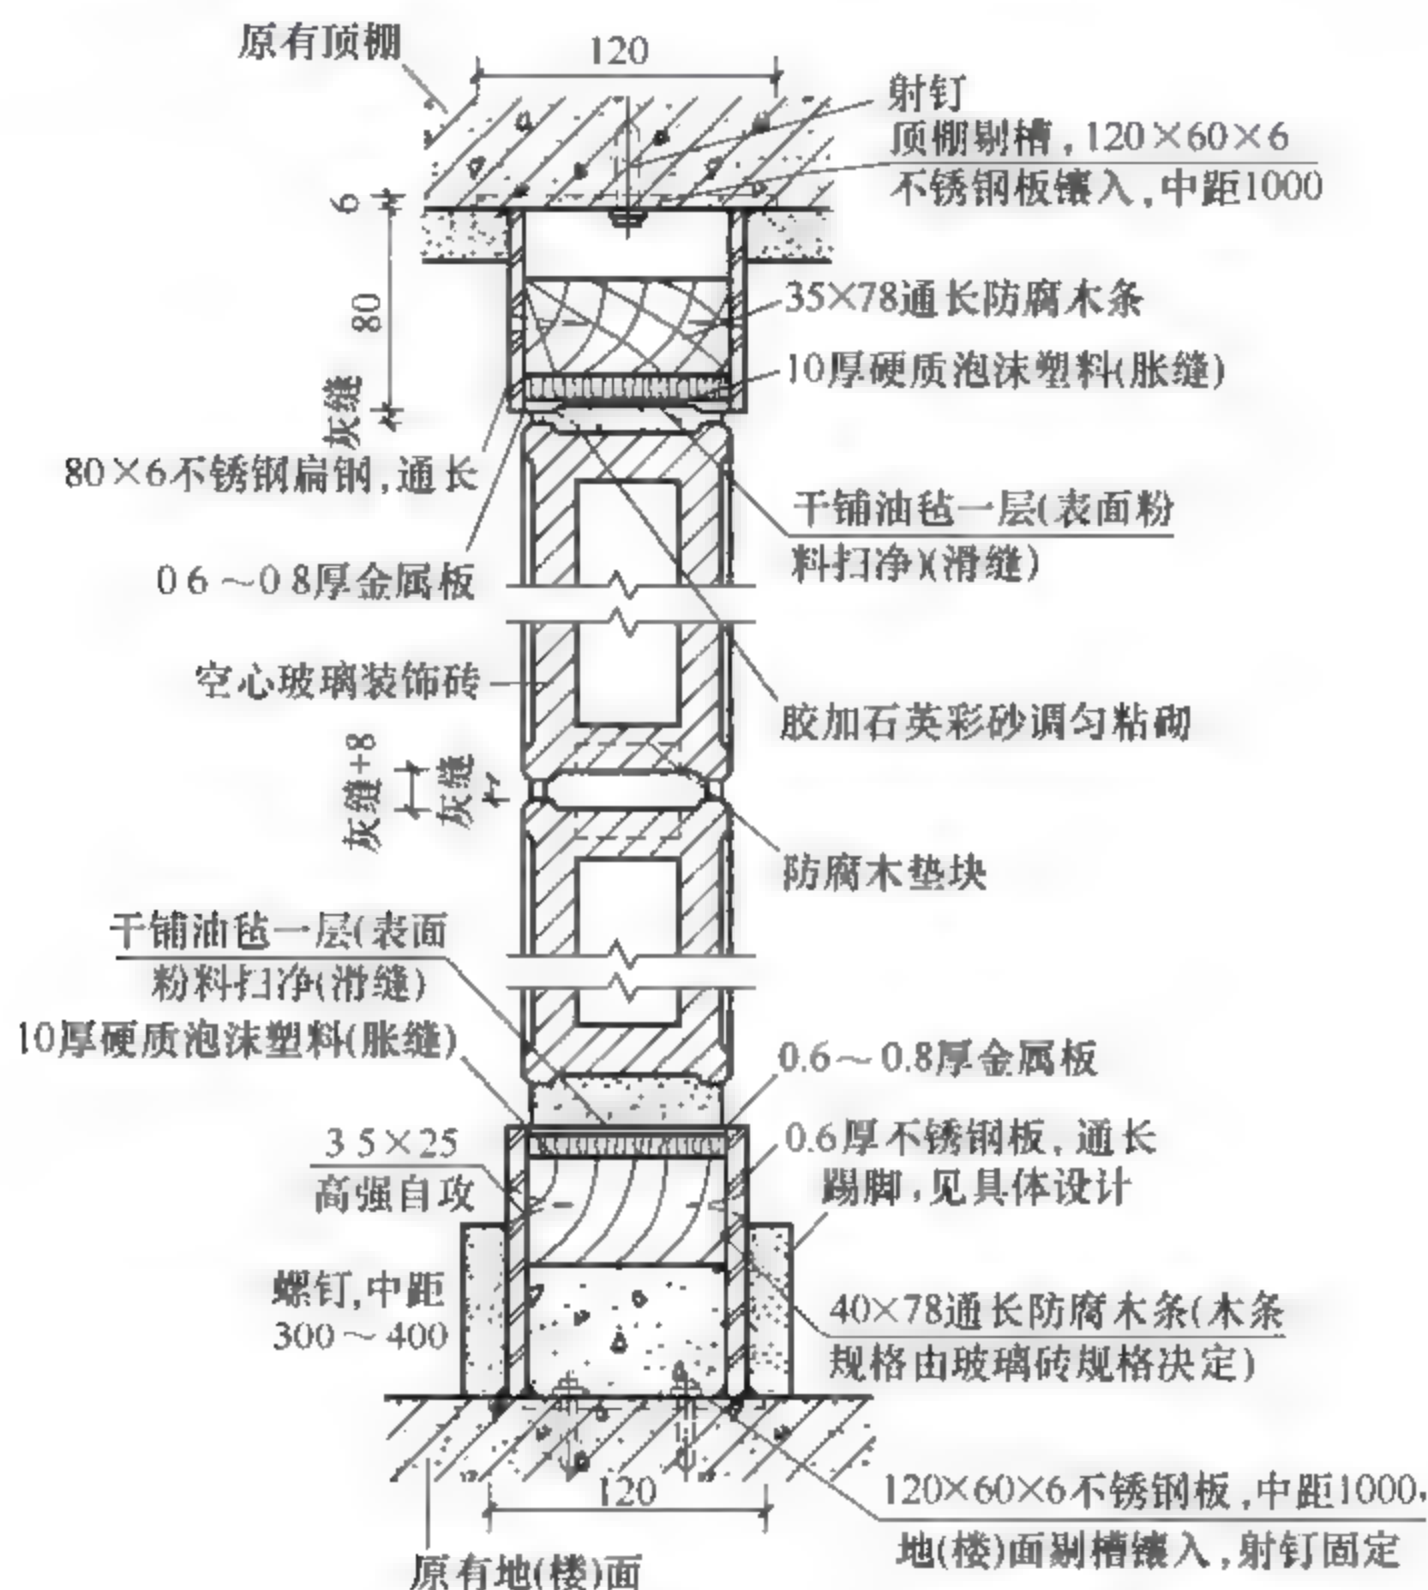 原有顶棚
120
射钉
顶棚剔槽,120×60×6
不锈钢板镶入,中距1000
6
80
灰缝
35×78通长防腐木条
10厚硬质泡沫塑料(胀缝)
80×6不锈钢扁钢,通长
干铺油毡一层(表面粉
料扫净)(滑缝)
0 6～0 8厚金属板
空心玻璃装饰砖
胶加石英彩砂调匀粘砌
灰缝+8
灰缝
防腐木垫块
干铺油毡一层(表面
粉料扫净(滑缝)
10厚硬质泡沫塑料(胀缝)
0.6～0.8厚金属板
3 5×25
高强自攻
螺钉,中距
300～400
0.6厚不锈钢板,通长
踢脚,见具体设计
40×78通长防腐木条(木条
规格由玻璃砖规格决定)
120
120×60×6不锈钢板,中距1000,
地(楼)面剔槽镶入,射钉固定
原有地(楼)面